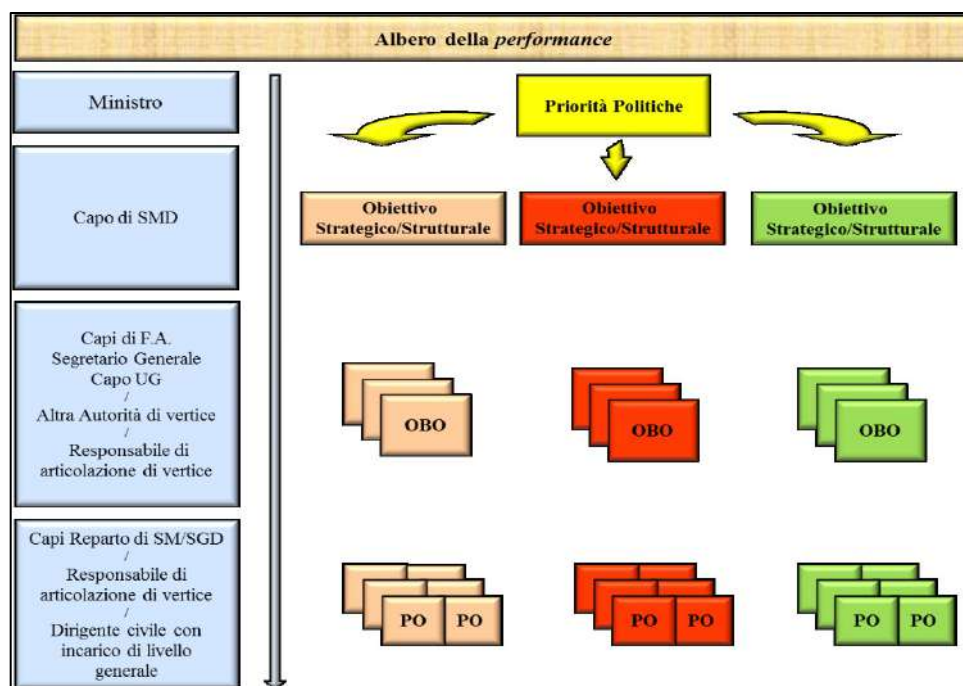 Albero della performance
Ministro
Priorità Politiche
Capo di SMD
Obiettivo
Strategico/Strutturale
Obiettivo
Strategico/Strutturale
Obiettivo
Strategico/Strutturale
Capi di F.A.
Segretario Generale
Capo UG
/
Altra Autorità di vertice
/
Responsabile di
articolazione di vertice
OBO
OBO
OBO
Capi Reparto di SM/SGD
/
Responsabile di
articolazione di vertice
/
Dirigente civile con
incarico di livello
generale
PO PO
PO PO
PO PO